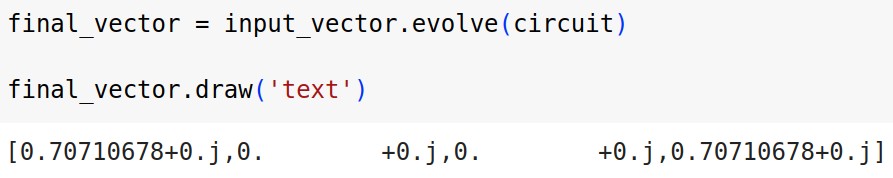 final_vector = input_vector.evolve(circuit)
final_vector.draw('text')
[0.70710678+0.j,0.        +0.j,0.        +0.j,0.70710678+0.j]